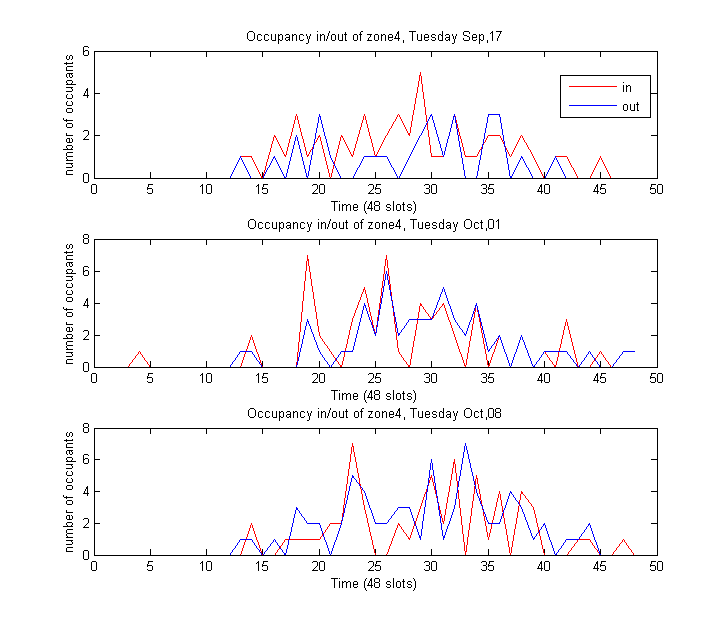 Occupancy in/out of zone4, Tuesday Sep,17
number of occupants
6
4
2
0
in
out
0 5 10 15 20 25 30 35 40 45 50
Time (48 slots)
Occupancy in/out of zone4, Tuesday Oct,01
number of occupants
8
6
4
2
0
0 5 10 15 20 25 30 35 40 45 50
Time (48 slots)
Occupancy in/out of zone4, Tuesday Oct,08
number of occupants
8
6
4
2
0
0 5 10 15 20 25 30 35 40 45 50
Time (48 slots)